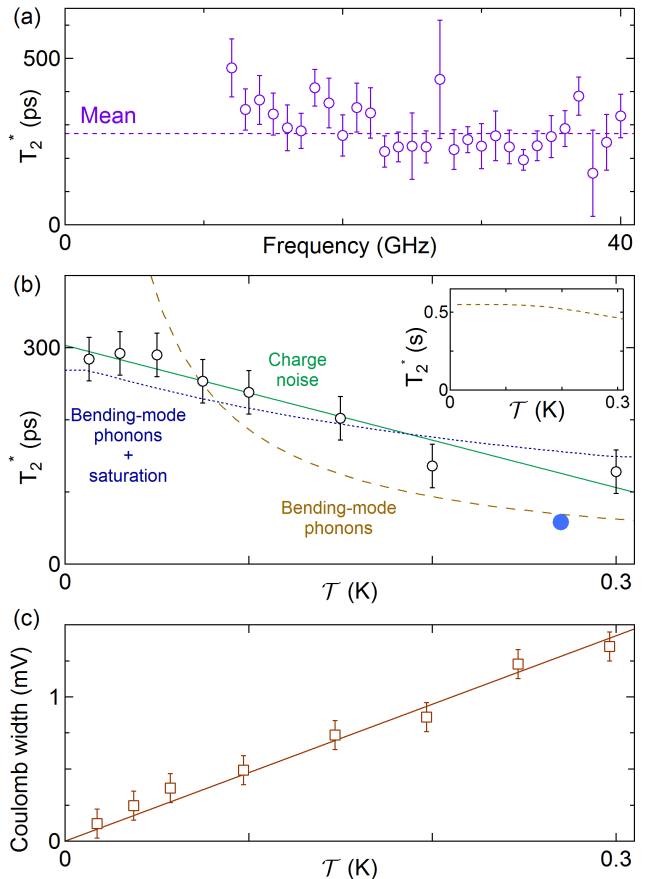 (a)
500
T2* (ps)
Mean
0
0
Frequency (GHz)
40
(b)
300
T2* (ps)
0
Charge
noise
Bending-mode
phonons
+
saturation
Bending-mode
phonons
0.5
T2* (s)
0
0
𝒯 (K)
0.3
0
𝒯 (K)
0.3
(c)
1
Coulomb width (mV)
0
0
𝒯 (K)
0.3